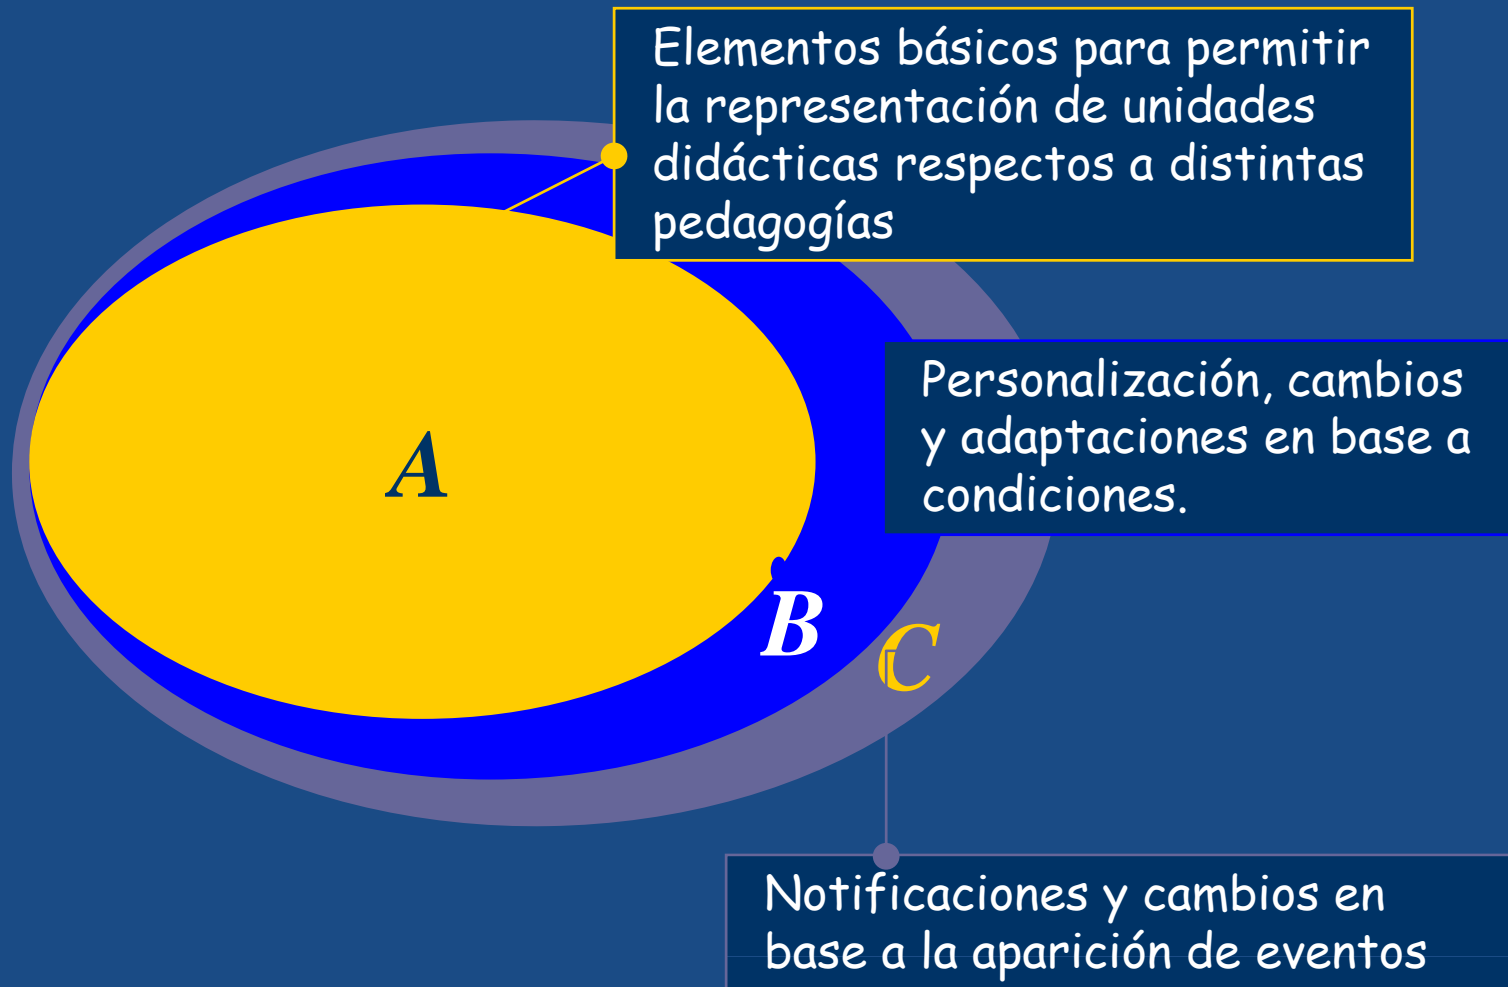 Elementos básicos para permitir
la representación de unidades
didácticas respectos a distintas
pedagogías
Personalización, cambios
y adaptaciones en base a
condiciones.
A
B
C
Notificaciones y cambios en
base a la aparición de eventos